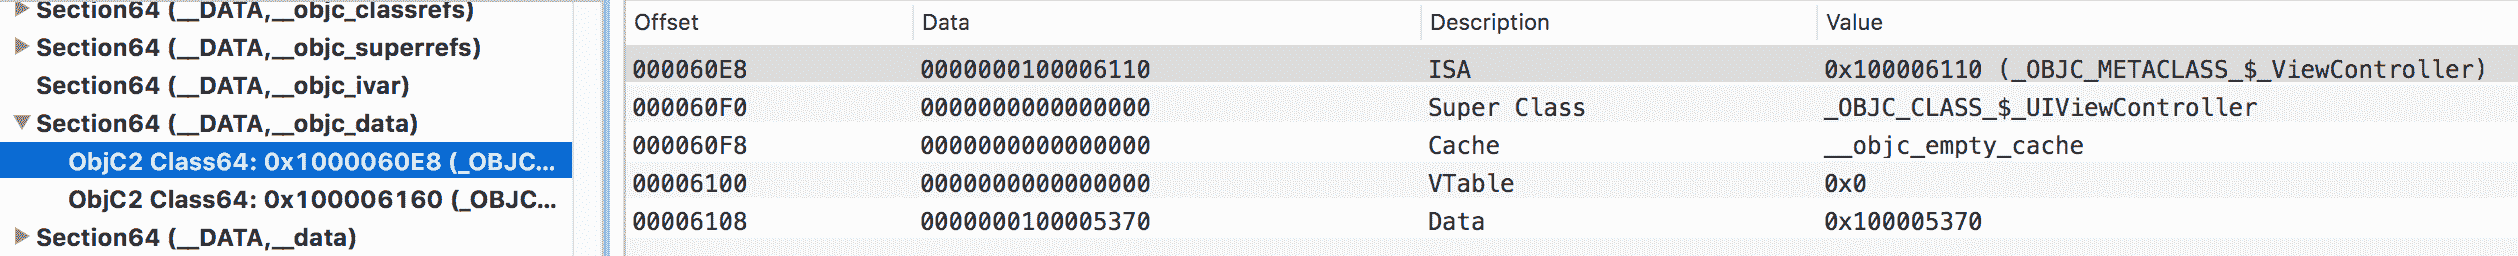 Section64 (__DATA,__objc_classrefs)
Section64 (__DATA,__objc_superrefs)
Section64 (__DATA,__objc_ivar)
Section64 (__DATA,__objc_data)
ObjC2 Class64: 0x1000060E8 (_OBJC...
ObjC2 Class64: 0x100006160 (_OBJC...
Section64 (__DATA,__data)
Offset Data Description Value
000060E8 0000000100006110 ISA 0x100006110 (_OBJC_METACLASS_$_ViewController)
000060F0 0000000000000000 Super Class _OBJC_CLASS_$_UIViewController
000060F8 0000000000000000 Cache __objc_empty_cache
00006100 0000000000000000 VTable 0x0
00006108 0000000100005370 Data 0x100005370